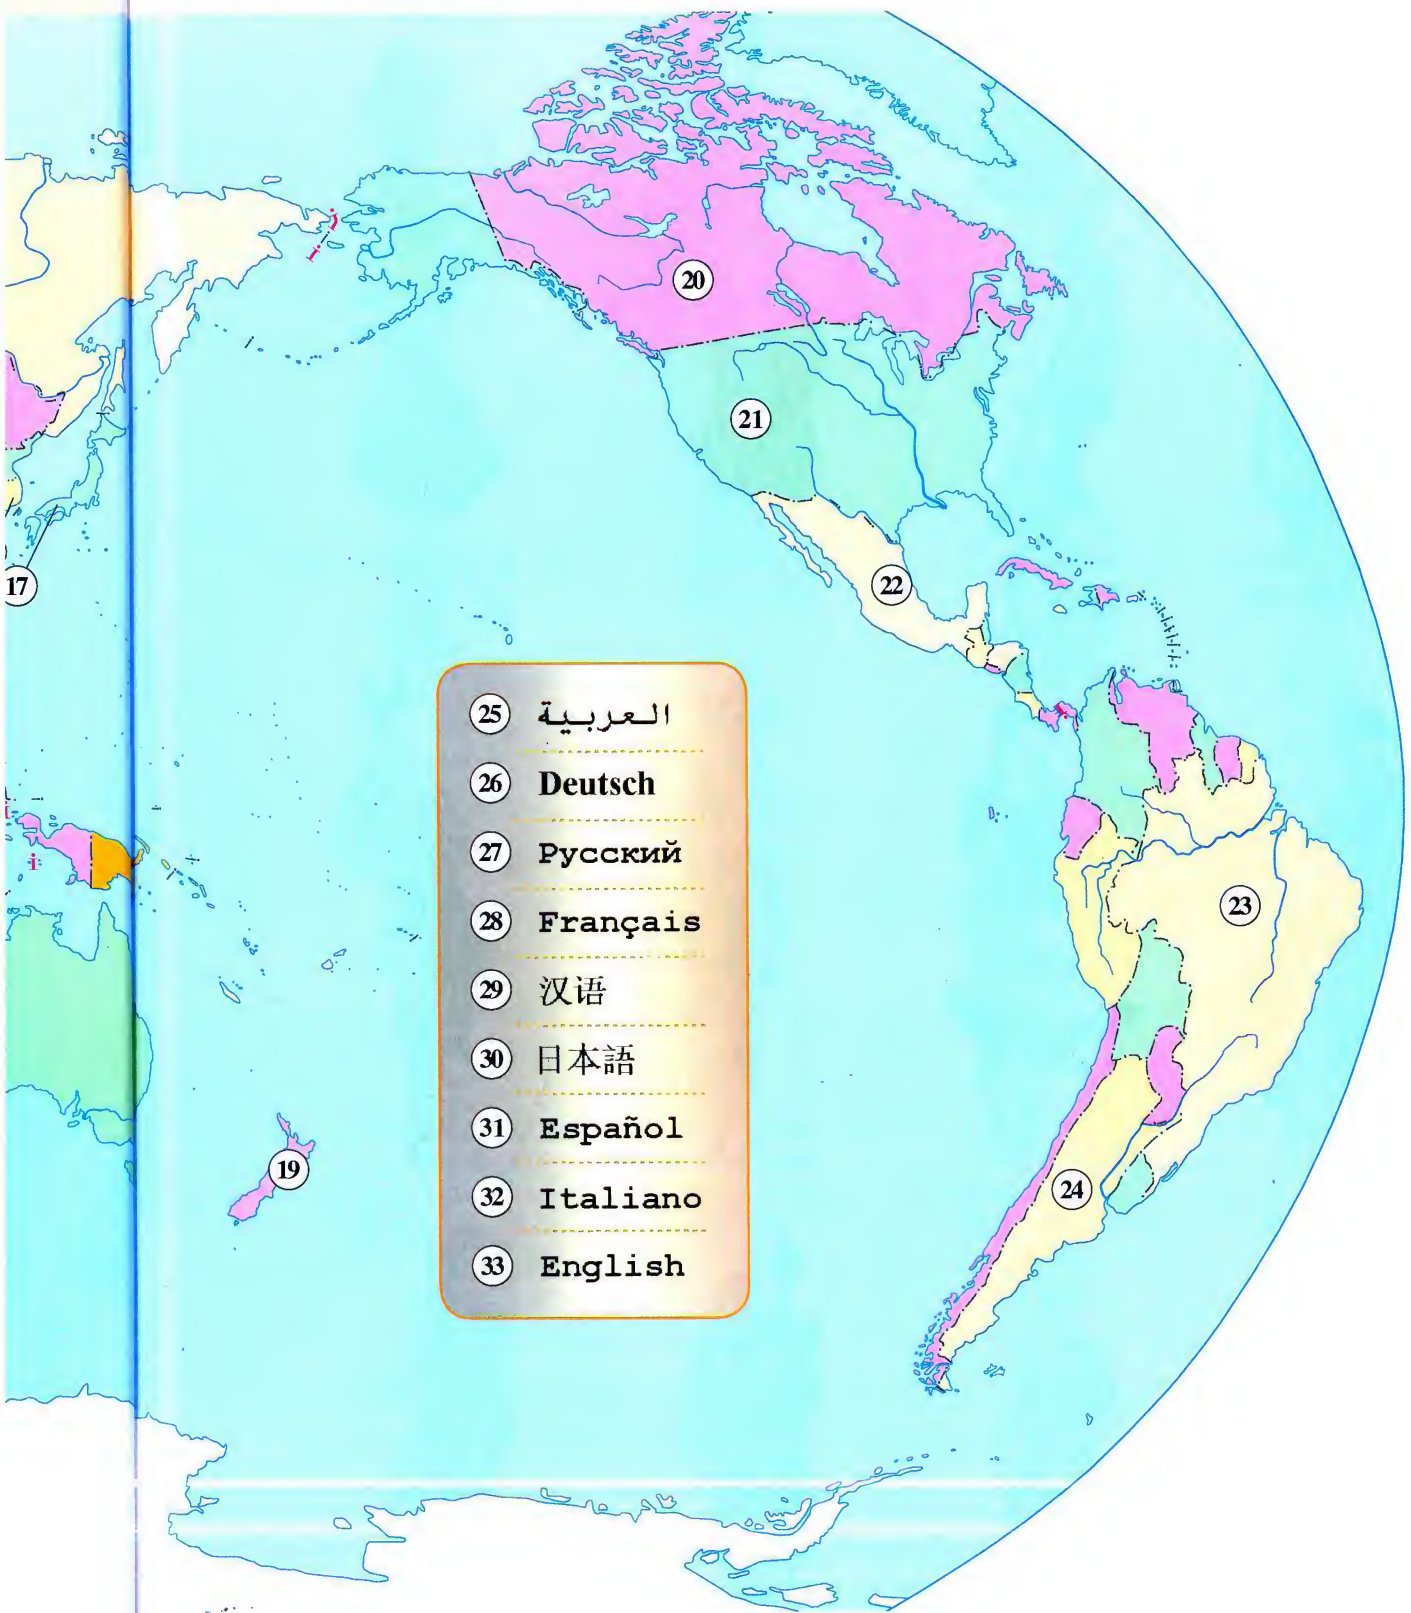 20
21
17
22
25 العربية
26 Deutsch
27 Русский
28 Français
29 汉语
30 日本語
31 Español
32 Italiano
33 English
23
19
24